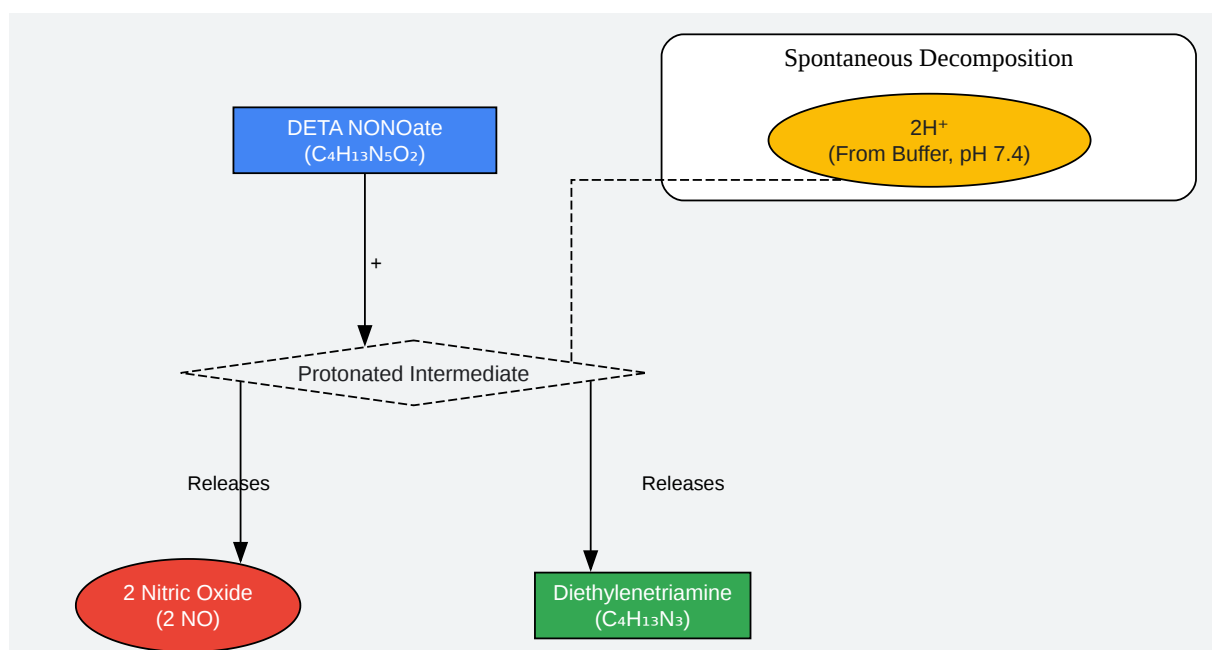 Spontaneous Decomposition
DETA NONOate
(C₄H₁₃N₅O₂)
2H⁺
(From Buffer, pH 7.4)
+
Protonated Intermediate
Releases
Releases
2 Nitric Oxide
(2 NO)
Diethylenetriamine
(C₄H₁₃N₃)